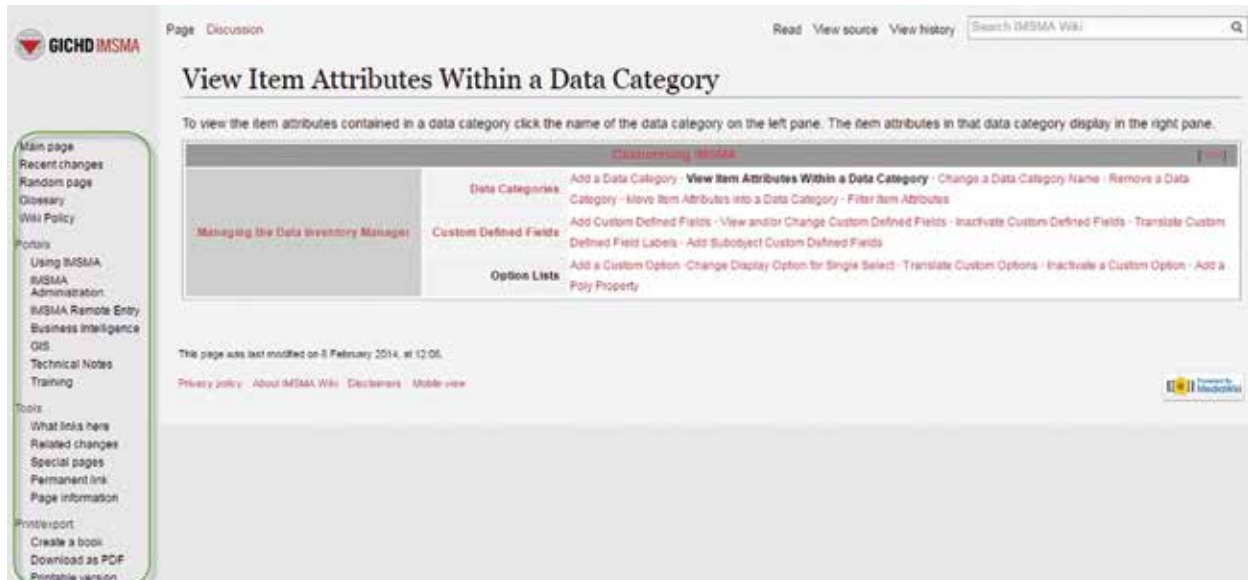 GICHD IMSMA
Page Discussion
Read View source View history
Search IMSMA Wiki
View Item Attributes Within a Data Category
To view the item attributes contained in a data category click the name of the data category on the left pane. The item attributes in that data category display in the right pane.
Customising IMSMA
Managing the Data Inventory Manager
Data Categories
Add a Data Category · View Item Attributes Within a Data Category · Change a Data Category Name · Remove a Data
Category · Move Item Attributes into a Data Category · Filter Item Attributes
Custom Defined Fields
Add Custom Defined Fields · View and/or Change Custom Defined Fields · Inactivate Custom Defined Fields · Translate Custom
Defined Field Labels · Add Subobject Custom Defined Fields
Option Lists
Add a Custom Option · Change Display Option for Single Select · Translate Custom Options · Inactivate a Custom Option · Add a
Poly Property
This page was last modified on 8 February 2014, at 12:06.
Privacy policy About IMSMA Wiki Disclaimers Mobile view
Powered By
MediaWiki
Main page
Recent changes
Random page
Glossary
Wiki Policy
Portals
Using IMSMA
IMSMA
Administration
IMSMA Remote Entry
Business Intelligence
GIS
Technical Notes
Training
Tools
What links here
Related changes
Special pages
Permanent link
Page information
Print/export
Create a book
Download as PDF
Printable version